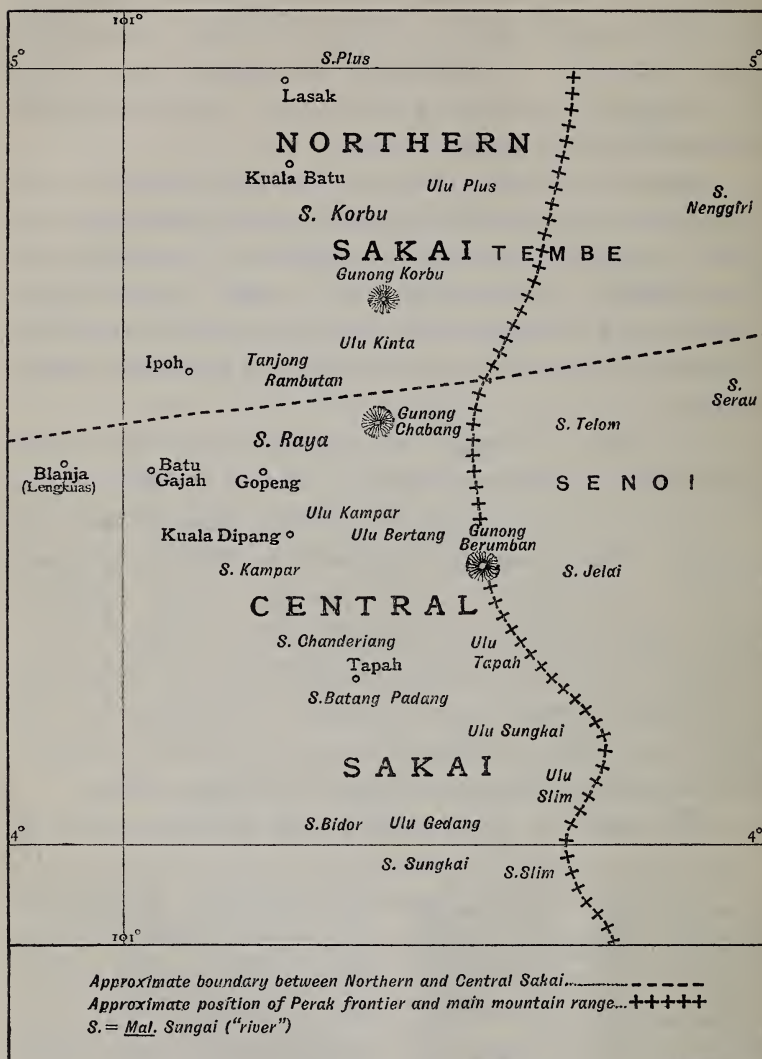 101°
5°
S.Plus
5°
Lasak
NORTHERN
Kuala Batu
Ulu Plus
S.
Nenggiri
S. Korbu
SAKAI TEMBE
Gunong Korbu
Ulu Kinta
Ipoh
Tanjong
Rambutan
S.
Serau
Gunong
Chabang
S. Telom
S. Raya
Blanja
(Lengkuas)
Batu
Gajah
Gopeng
SENOI
Ulu Kampar
Kuala Dipang
Ulu Bertang
Gunong
Berumban
S. Kampar
S. Jelai
CENTRAL
S. Chanderiang
Ulu
Tapah
Tapah
S.Batang Padang
Ulu Sungkai
SAKAI
Ulu
Slim
S.Bidor
Ulu Gedang
4°
4°
S. Sungkai
S.Slim
101°
Approximate boundary between Northern and Central Sakai
Approximate position of Perak frontier and main mountain range...+++++
S. = Mal. Sungai ("river")